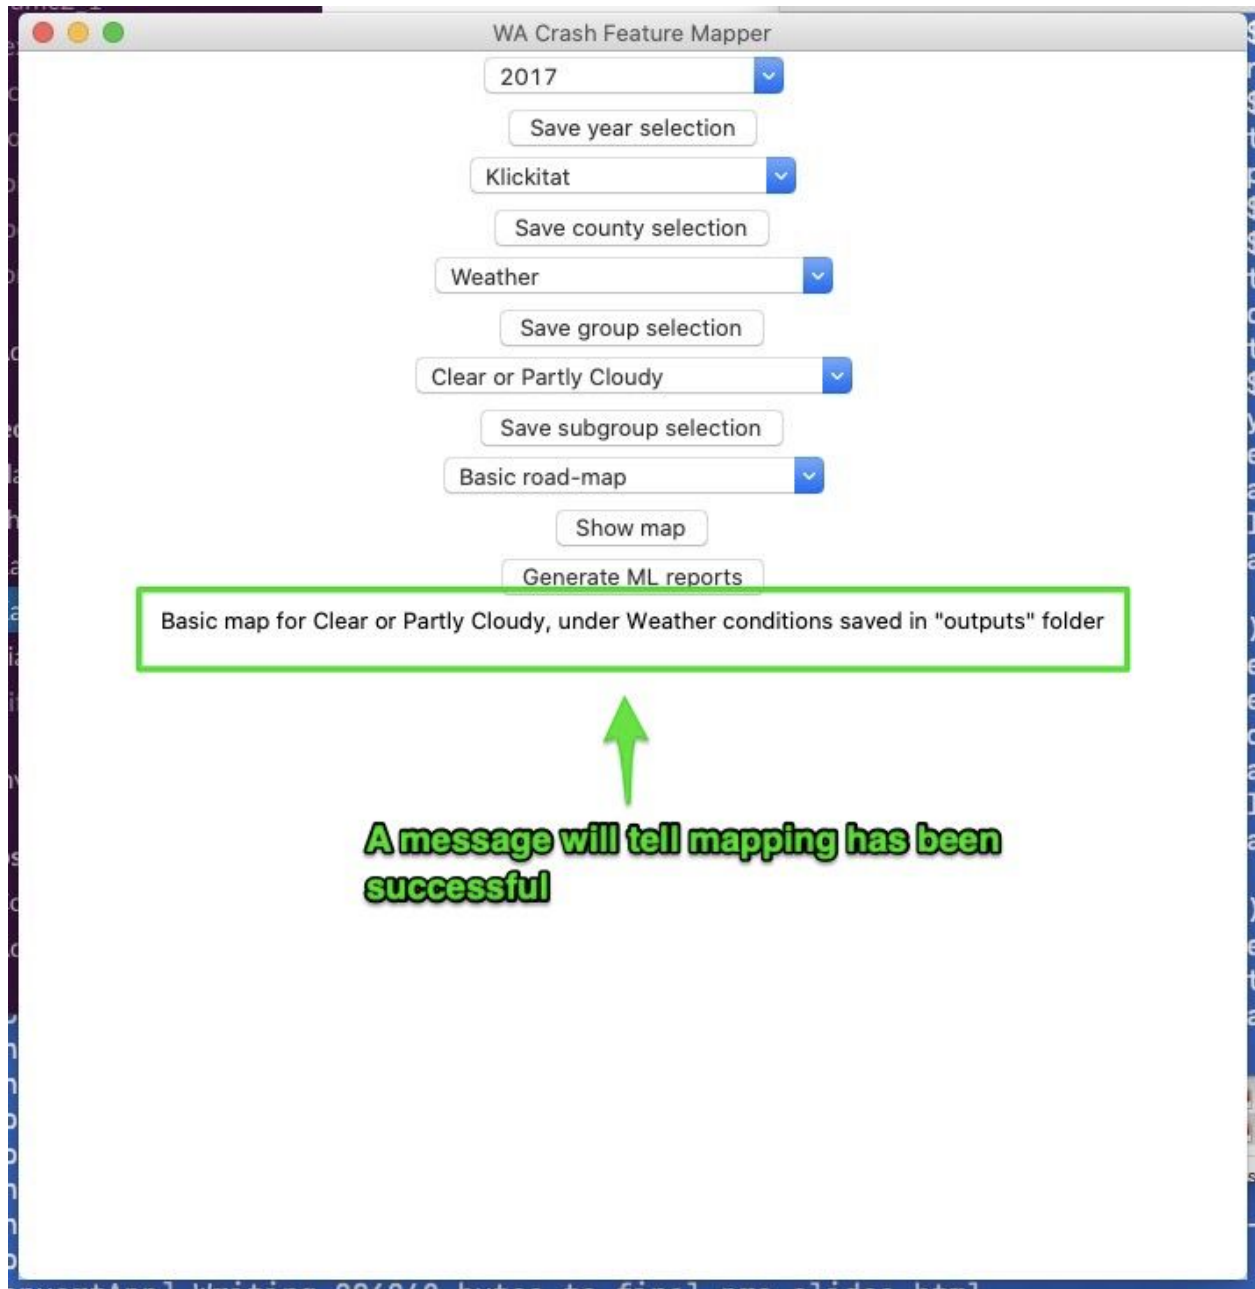 WA Crash Feature Mapper
2017
Save year selection
Klickitat
Save county selection
Weather
Save group selection
Clear or Partly Cloudy
Save subgroup selection
Basic road-map
Show map
Generate ML reports
Basic map for Clear or Partly Cloudy, under Weather conditions saved in "outputs" folder
A message will tell mapping has been
successful